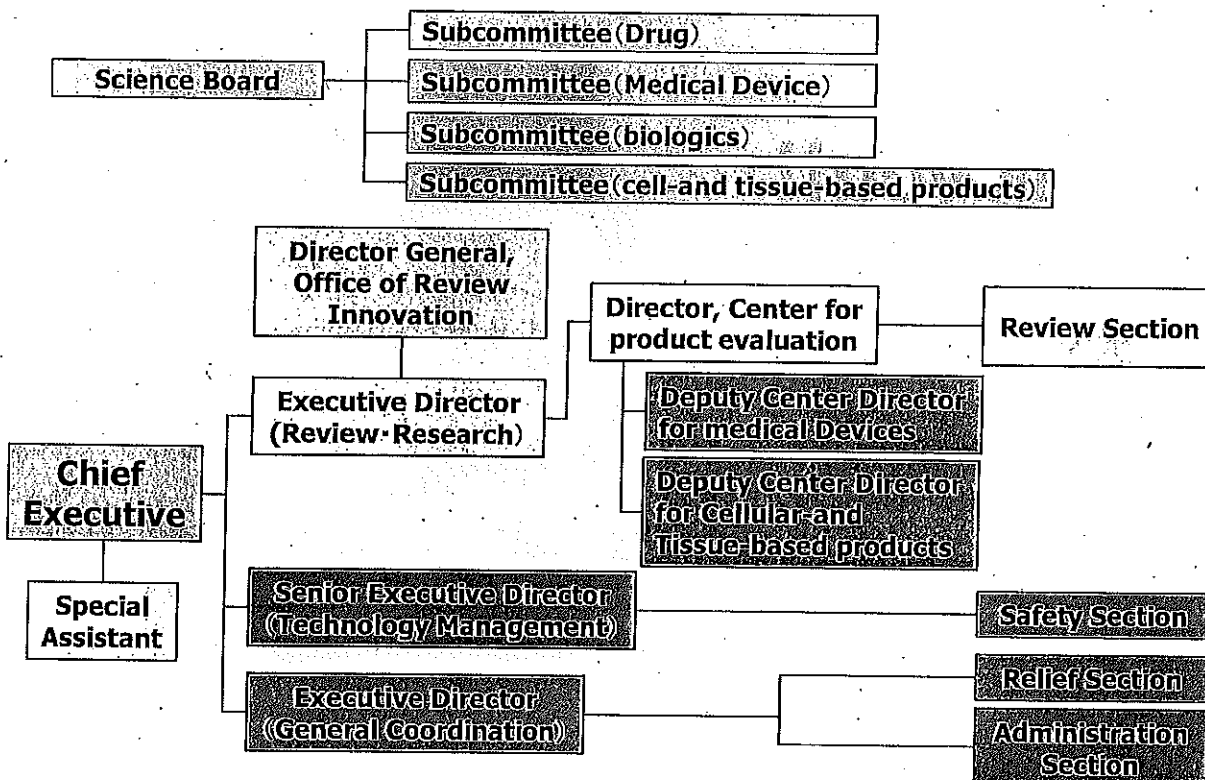 Subcommittee(Drug)
Science Board
Subcommittee(Medical Device)
Subcommittee(biologics)
Subcommittee(cell-and tissue-based products)
Director General,
Office of Review
Innovation
Director, Center for
product evaluation
Review Section
Executive Director
(Review・Research)
Deputy Center Director
for medical Devices
Chief
Executive
Deputy Center Director
for Cellular-and
Tissue-based products
Special
Assistant
Senior Executive Director
(Technology Management)
Safety Section
Executive Director
(General Coordination)
Relief Section
Administration
Section